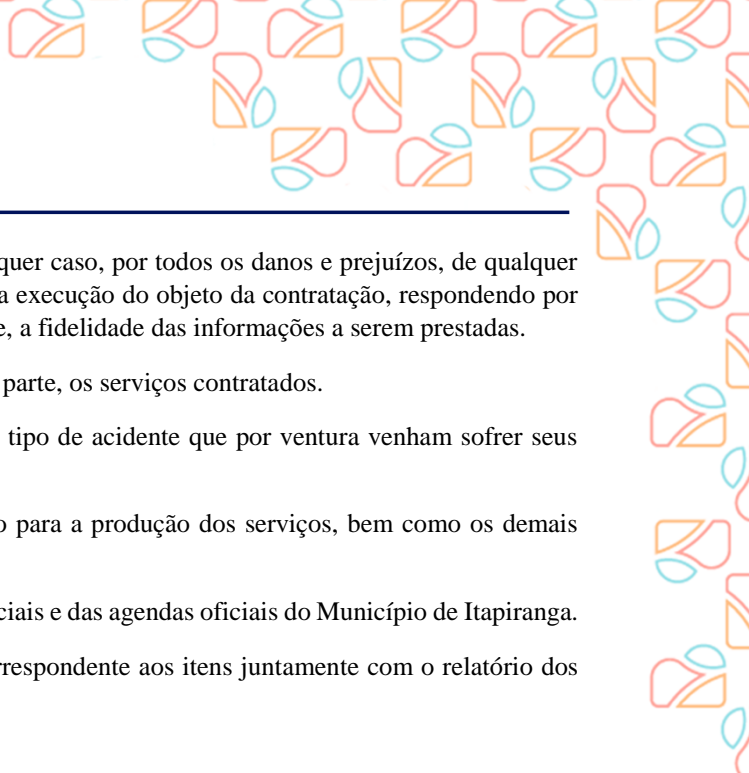 quer caso, por todos os danos e prejuízos, de qualquer
a execução do objeto da contratação, respondendo por
e, a fidelidade das informações a serem prestadas.
parte, os serviços contratados.
tipo de acidente que por ventura venham sofrer seus
o para a produção dos serviços, bem como os demais
ciais e das agendas oficiais do Município de Itapiranga.
rrespondente aos itens juntamente com o relatório dos